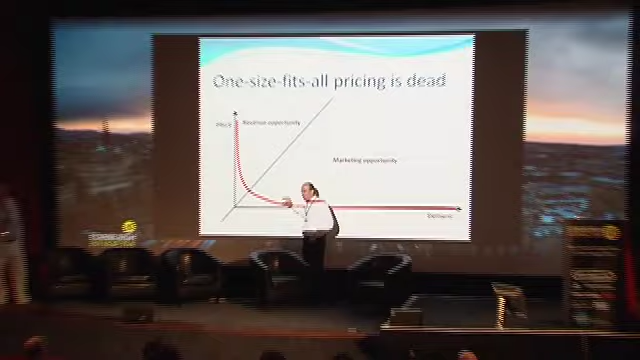 One-size-fits-all pricing is dead
Price
Revenue opportunity
Marketing opportunity
Demand